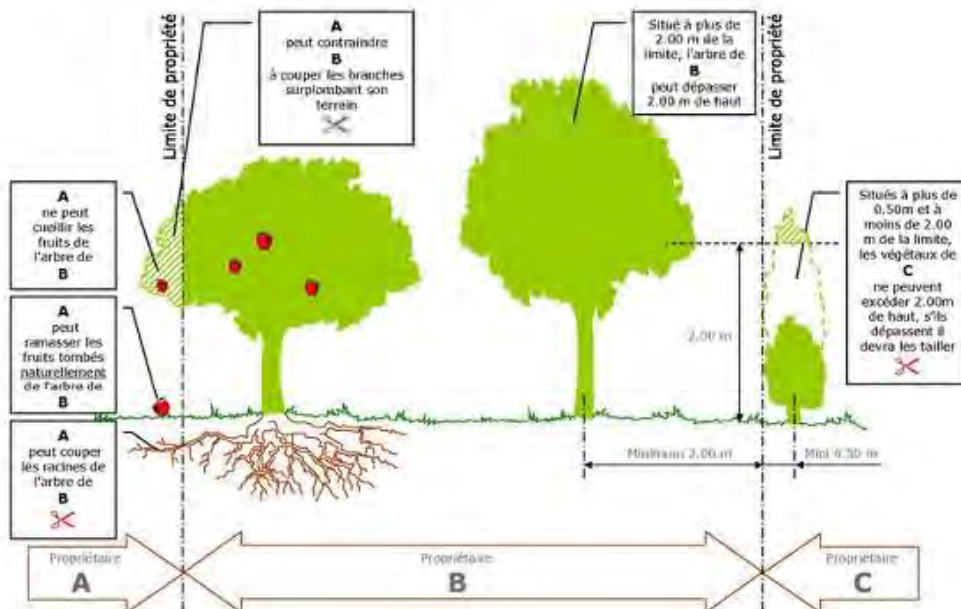 Limite de propriété
A
peut contraindre
B
à couper les branches
surplombant son
terrain
Situé à plus de
2.00 m de la
limite, l'arbre de
B
peut dépasser
2.00 m de haut
Limite de propriété
A
ne peut
cueillir les
fruits de
l'arbre de
B
Situés à plus de
0.50m et à
moins de 2.00
m de la limite,
les végétaux de
C
ne peuvent
excéder 2.00m
de haut, s'ils
dépassent il
devra les tailler
A
peut
ramasser les
fruits tombés
naturellement
de l'arbre de
B
2.00 m
A
peut couper
les racines de
l'arbre de
B
Minimum 2.00 m
Mini 0.50 m
Propriétaire
A
Propriétaire
B
Propriétaire
C